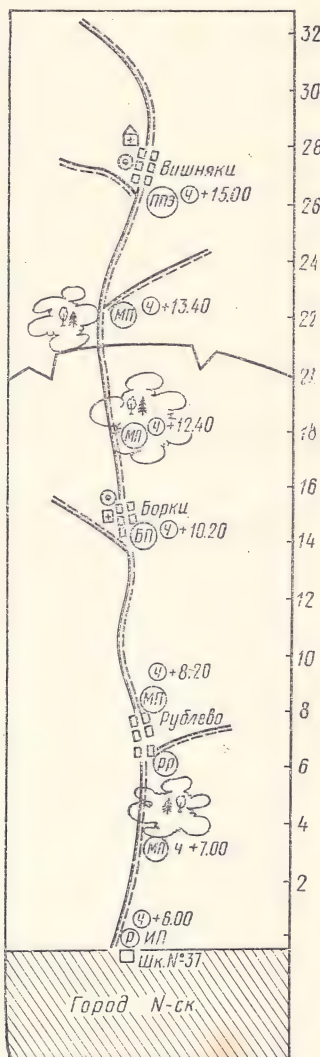 32
30
28
Вишняки
26
ППЭ Ч +15.00
24
22
МП Ч +13.40
20
18
МП Ч +12.40
16
Борки
14
БП Ч +10.20
12
10
Ч +8.20
МП
8
Рублево
6
РР
4
МП Ч +7.00
2
Ч +6.00
Р ИП
Шк. №37
Город N-ск.